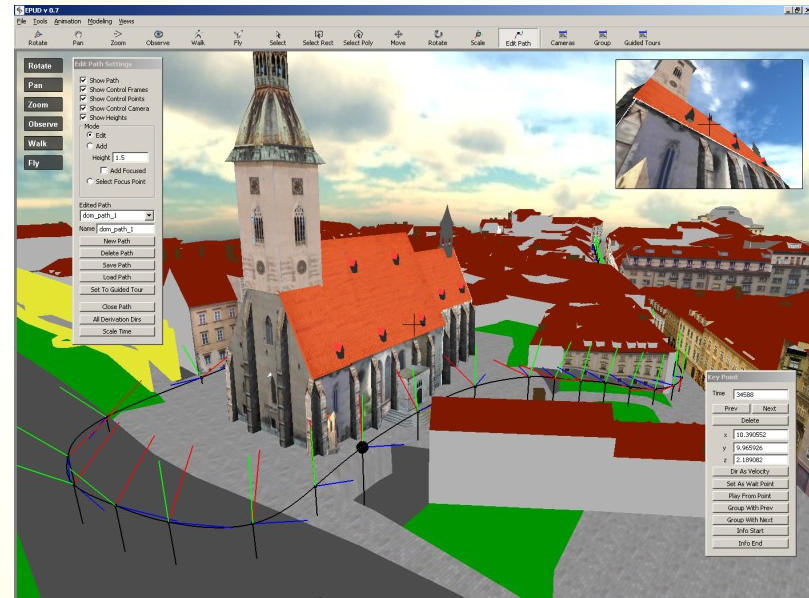 EPUD v 0.7
File Tools Animation Modeling Views
Rotate Pan Zoom Observe Walk Fly Select Select Rect Select Poly Move Rotate Scale Edit Path Cameras Group Guided Tours
Rotate
Pan
Zoom
Observe
Walk
Fly
Edit Path Settings
Show Path
Show Control Frames
Show Control Points
Show Control Camera
Show Heights
Mode
Edit
Add
Height 1.5
Add Focused
Select Focus Point
Edited Path
dom_path_1
Name dom_path_1
New Path
Delete Path
Save Path
Load Path
Set To Guided Tour
Close Path
All Derivation Dirs
Scale Time
Key Point
Time 34588
Prev Next
Delete
x 10.390552
y 9.965926
z 2.189082
Dir As Velocity
Set As Wait Point
Play From Point
Group With Prev
Group With Next
Info Start
Info End